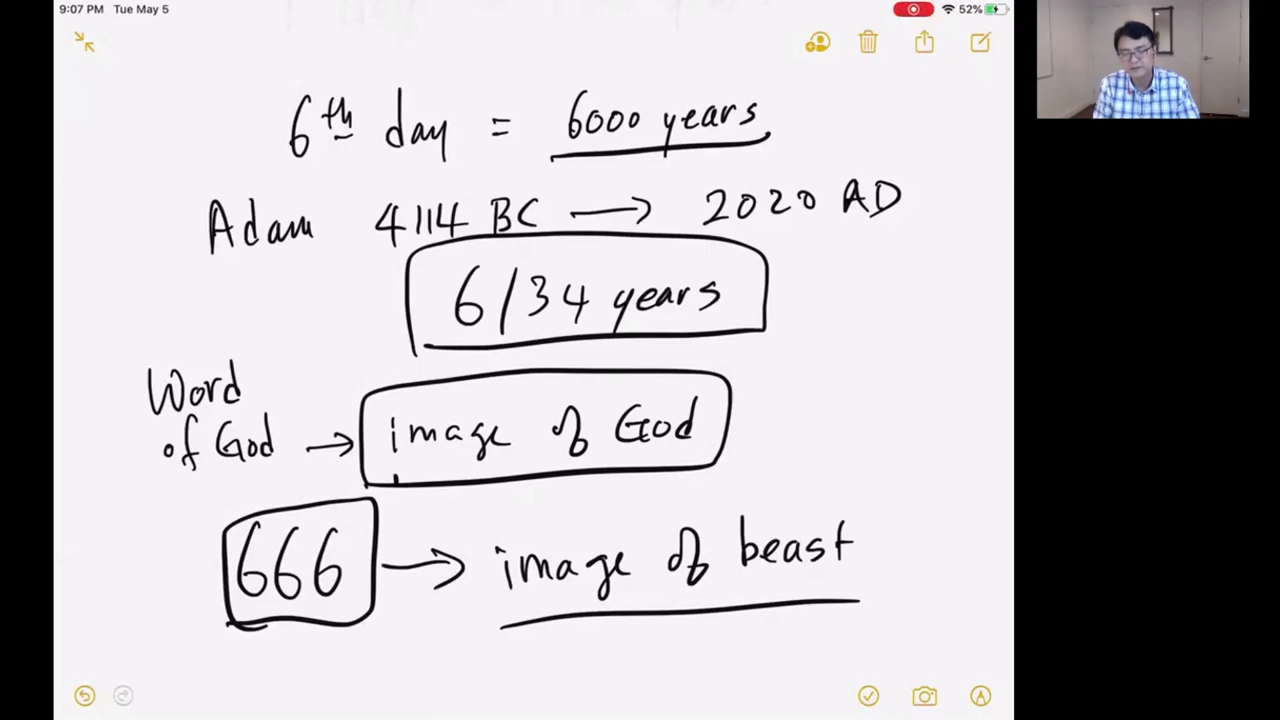 9:07 PM Tue May 5
52%
6th day = 6000 years
Adam 4114 BC → 2020 AD
6134 years
Word
of God → image of God
666 → image of beast